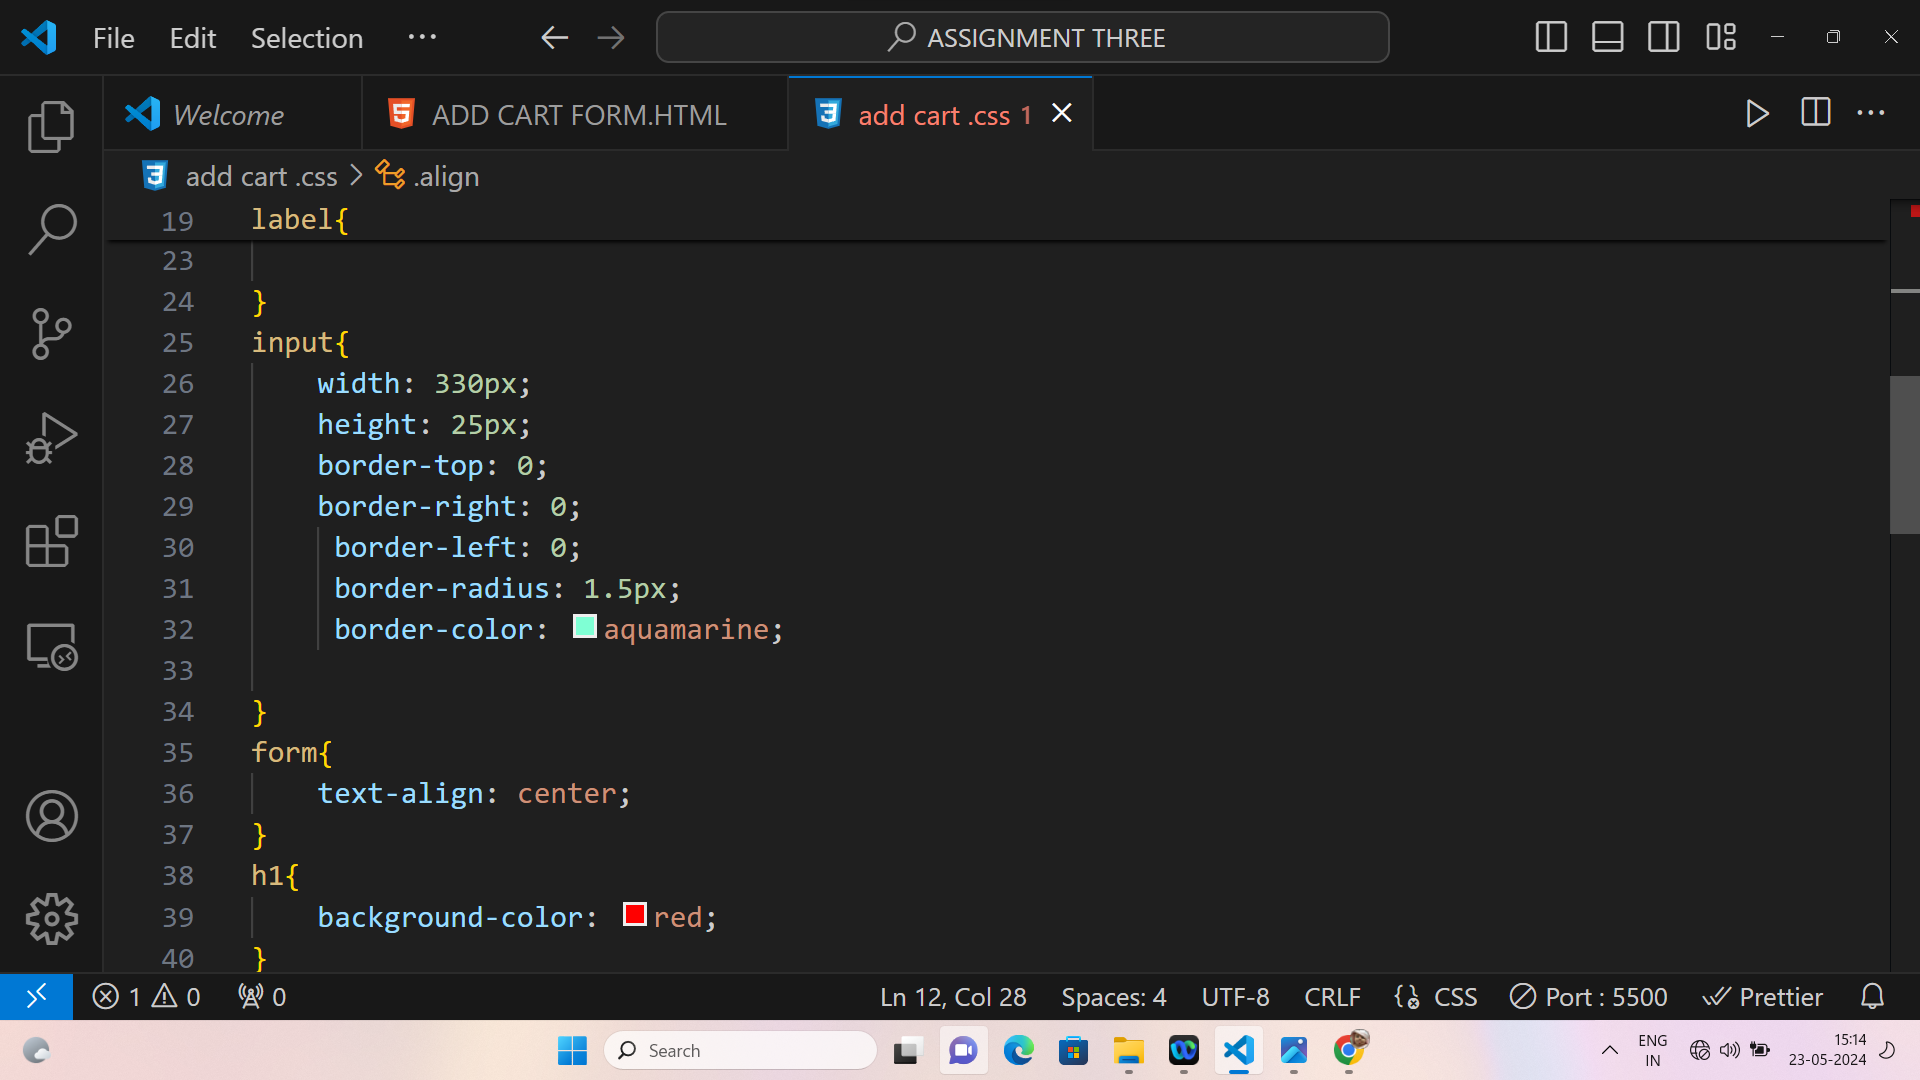 File Edit Selection ··· ASSIGNMENT THREE
Welcome ADD CART FORM.HTML add cart .css 1
add cart .css > .align
19 label{
23
24 }
25 input{
26 width: 330px;
27 height: 25px;
28 border-top: 0;
29 border-right: 0;
30 border-left: 0;
31 border-radius: 1.5px;
32 border-color: aquamarine;
33
34 }
35 form{
36 text-align: center;
37 }
38 h1{
39 background-color: red;
40 }
1 0 0 Ln 12, Col 28 Spaces: 4 UTF-8 CRLF CSS Port : 5500 Prettier
Search
ENG
IN
15:14
23-05-2024